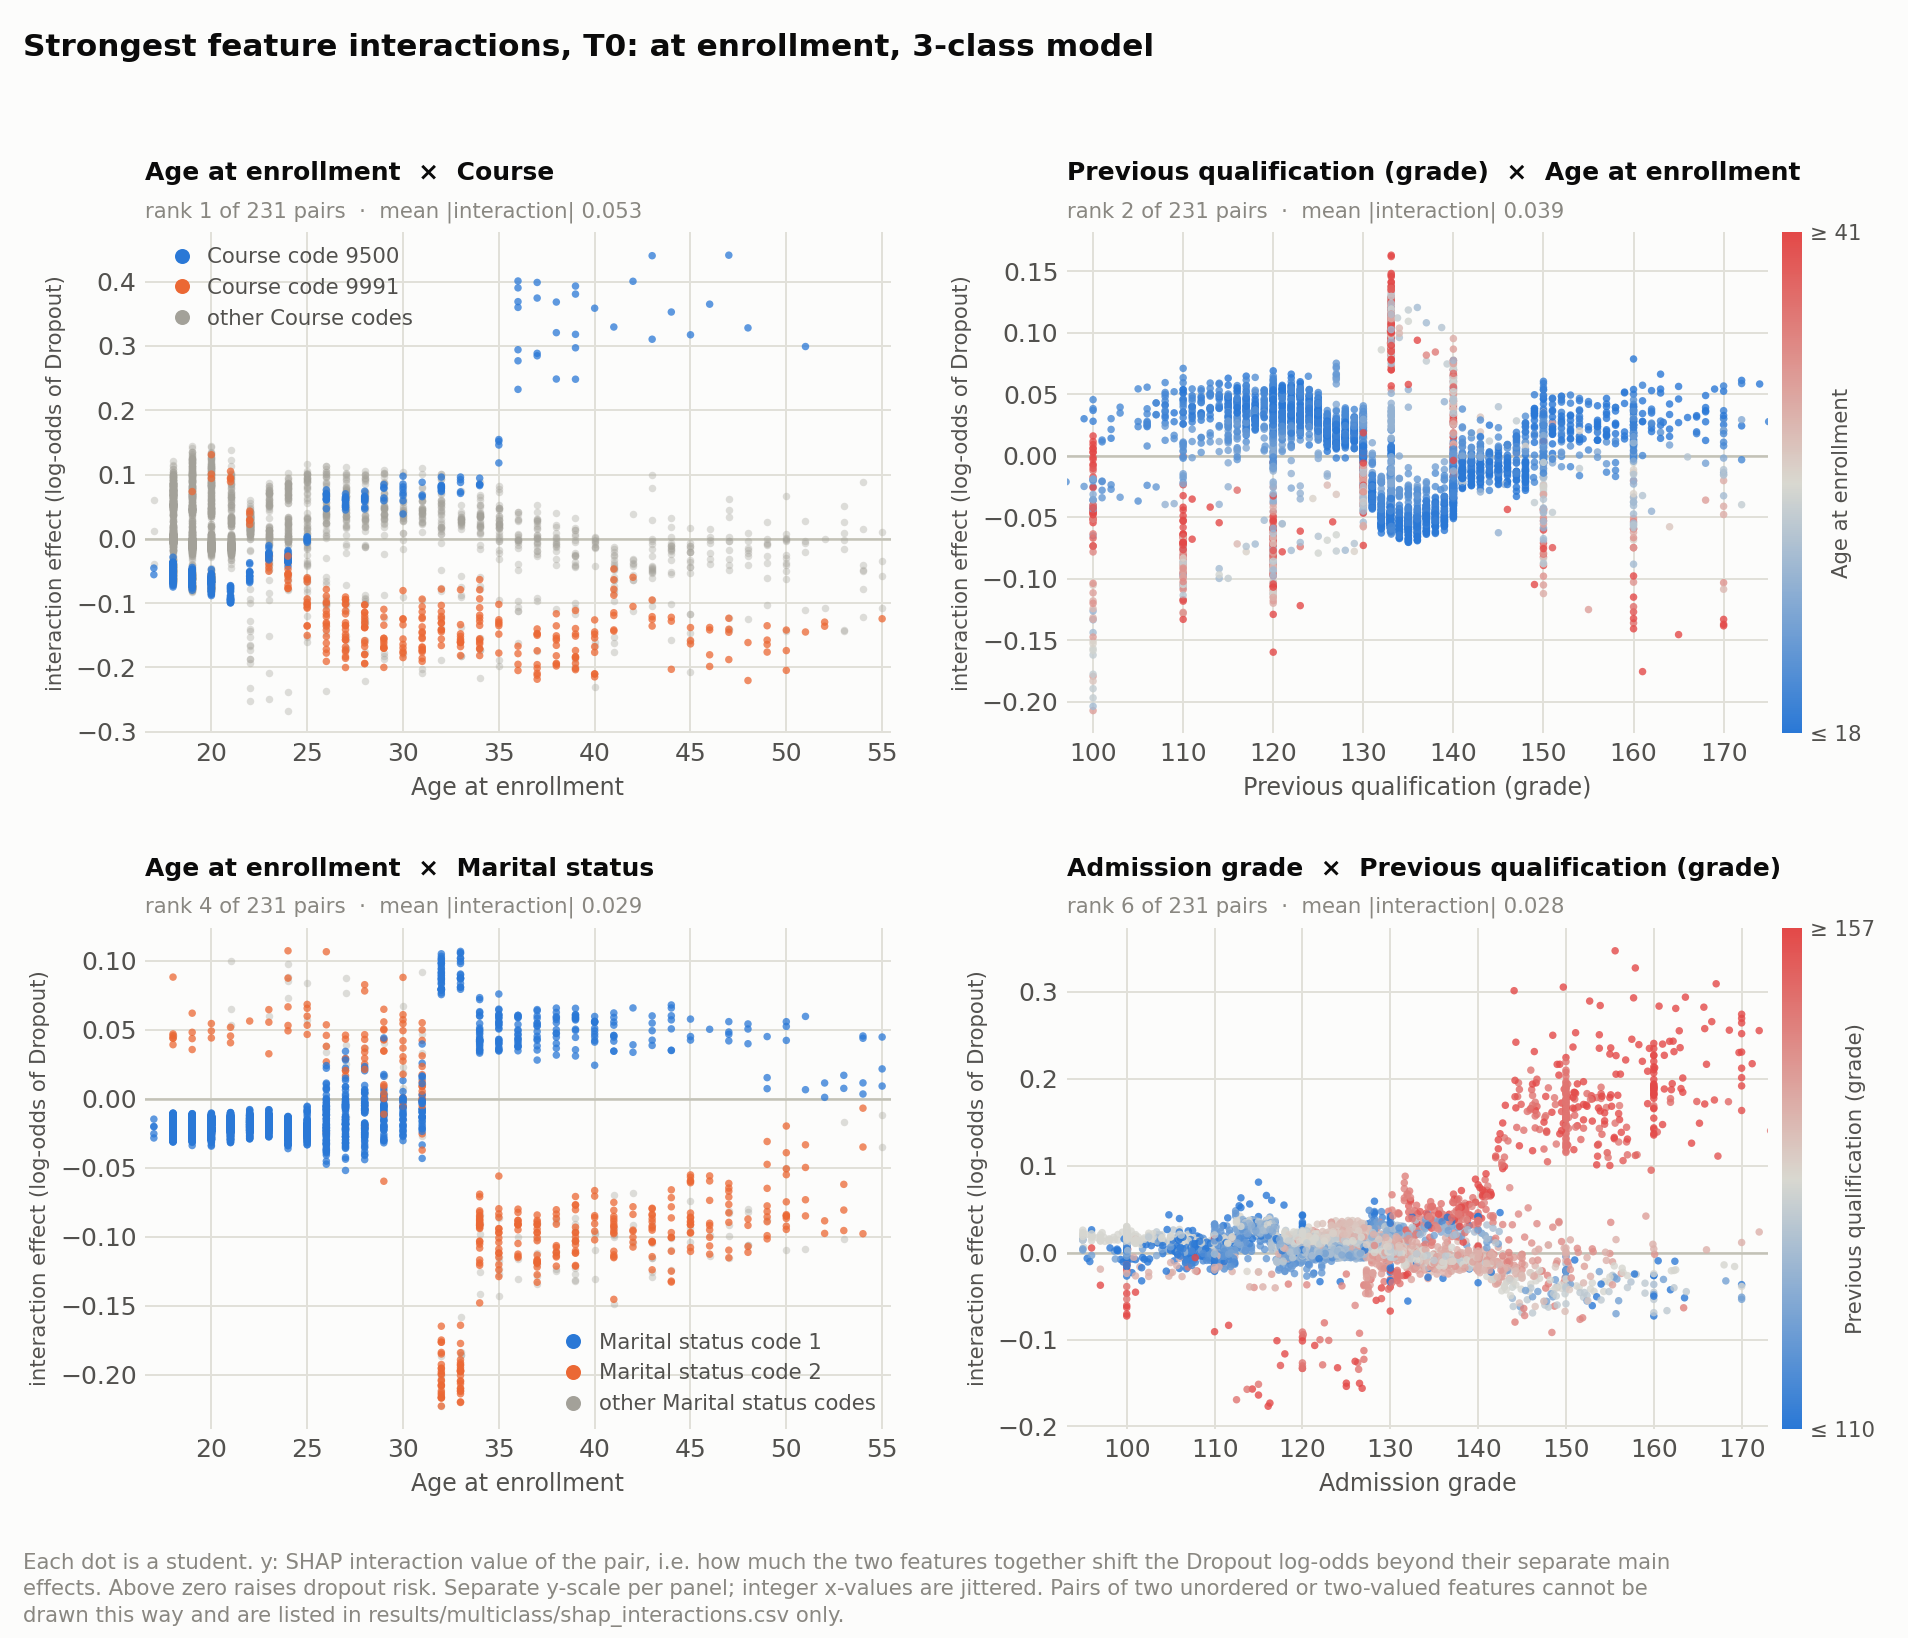 Strongest feature interactions, T0: at enrollment, 3-class model
Age at enrollment × Course
rank 1 of 231 pairs · mean |interaction| 0.053
Course code 9500
Course code 9991
other Course codes
interaction effect (log-odds of Dropout)
0.4
0.3
0.2
0.1
0.0
−0.1
−0.2
−0.3
20 25 30 35 40 45 50 55
Age at enrollment
Previous qualification (grade) × Age at enrollment
rank 2 of 231 pairs · mean |interaction| 0.039
interaction effect (log-odds of Dropout)
0.15
0.10
0.05
0.00
−0.05
−0.10
−0.15
−0.20
100 110 120 130 140 150 160 170
Previous qualification (grade)
≥ 41
Age at enrollment
≤ 18
Age at enrollment × Marital status
rank 4 of 231 pairs · mean |interaction| 0.029
interaction effect (log-odds of Dropout)
0.10
0.05
0.00
−0.05
−0.10
−0.15
−0.20
Marital status code 1
Marital status code 2
other Marital status codes
20 25 30 35 40 45 50 55
Age at enrollment
Admission grade × Previous qualification (grade)
rank 6 of 231 pairs · mean |interaction| 0.028
interaction effect (log-odds of Dropout)
0.3
0.2
0.1
0.0
−0.1
−0.2
100 110 120 130 140 150 160 170
Admission grade
≥ 157
Previous qualification (grade)
≤ 110
Each dot is a student. y: SHAP interaction value of the pair, i.e. how much the two features together shift the Dropout log-odds beyond their separate main
effects. Above zero raises dropout risk. Separate y-scale per panel; integer x-values are jittered. Pairs of two unordered or two-valued features cannot be
drawn this way and are listed in results/multiclass/shap_interactions.csv only.